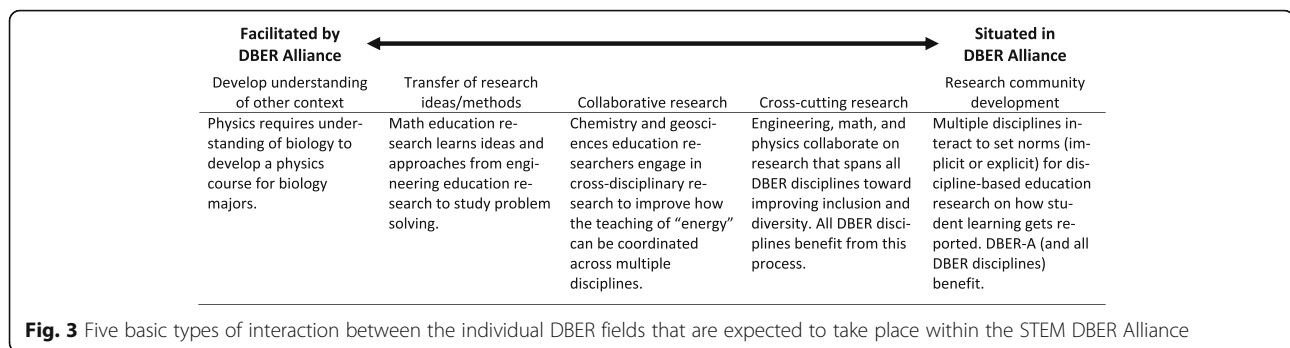 Facilitated by
DBER Alliance
Situated in
DBER Alliance
Develop understanding
of other context
Transfer of research
ideas/methods
Collaborative research
Cross-cutting research
Research community
development
Physics requires under-
standing of biology to
develop a physics
course for biology
majors.
Math education re-
search learns ideas and
approaches from engi-
neering education re-
search to study problem
solving.
Chemistry and geosci-
ences education re-
searchers engage in
cross-disciplinary re-
search to improve how
the teaching of “energy”
can be coordinated
across multiple
disciplines.
Engineering, math, and
physics collaborate on
research that spans all
DBER disciplines toward
improving inclusion and
diversity. All DBER disci-
plines benefit from this
process.
Multiple disciplines in-
teract to set norms (im-
plicit or explicit) for dis-
cipline-based education
research on how stu-
dent learning gets re-
ported. DBER-A (and all
DBER disciplines)
benefit.
Fig. 3 Five basic types of interaction between the individual DBER fields that are expected to take place within the STEM DBER Alliance